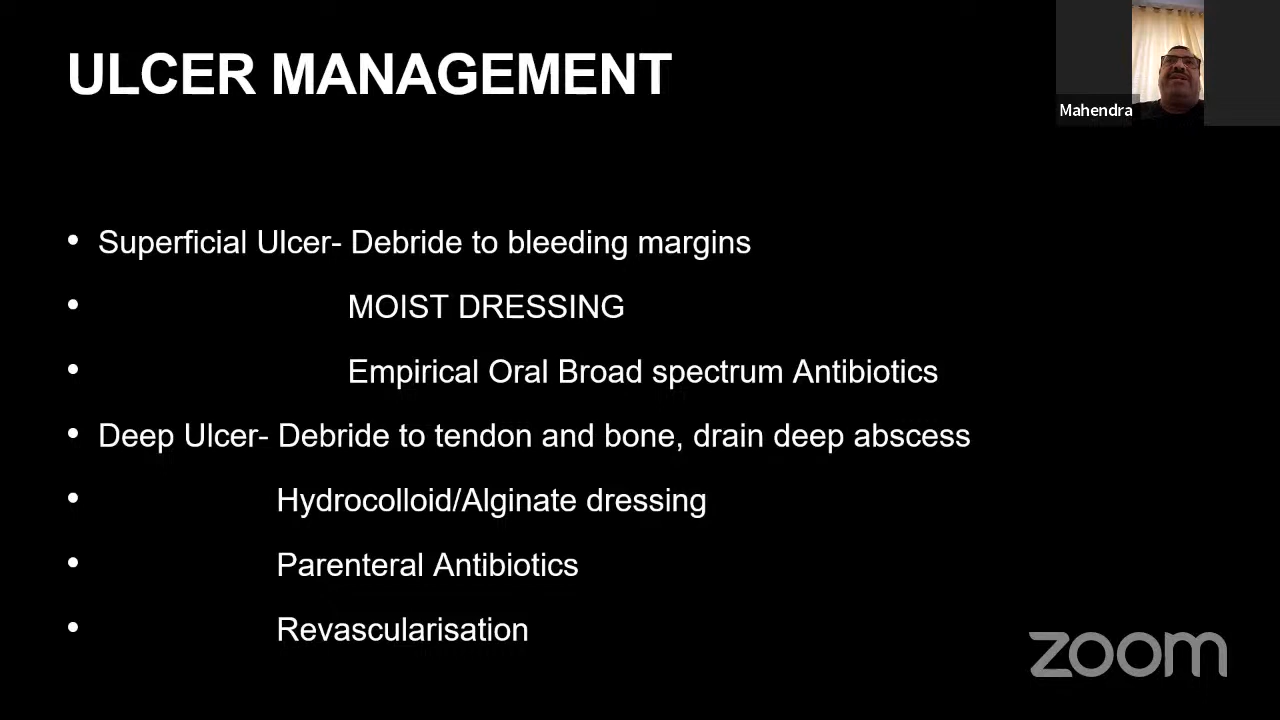 ULCER MANAGEMENT
Mahendra
• Superficial Ulcer- Debride to bleeding margins
• MOIST DRESSING
• Empirical Oral Broad spectrum Antibiotics
• Deep Ulcer- Debride to tendon and bone, drain deep abscess
• Hydrocolloid/Alginate dressing
• Parenteral Antibiotics
• Revascularisation
zoom